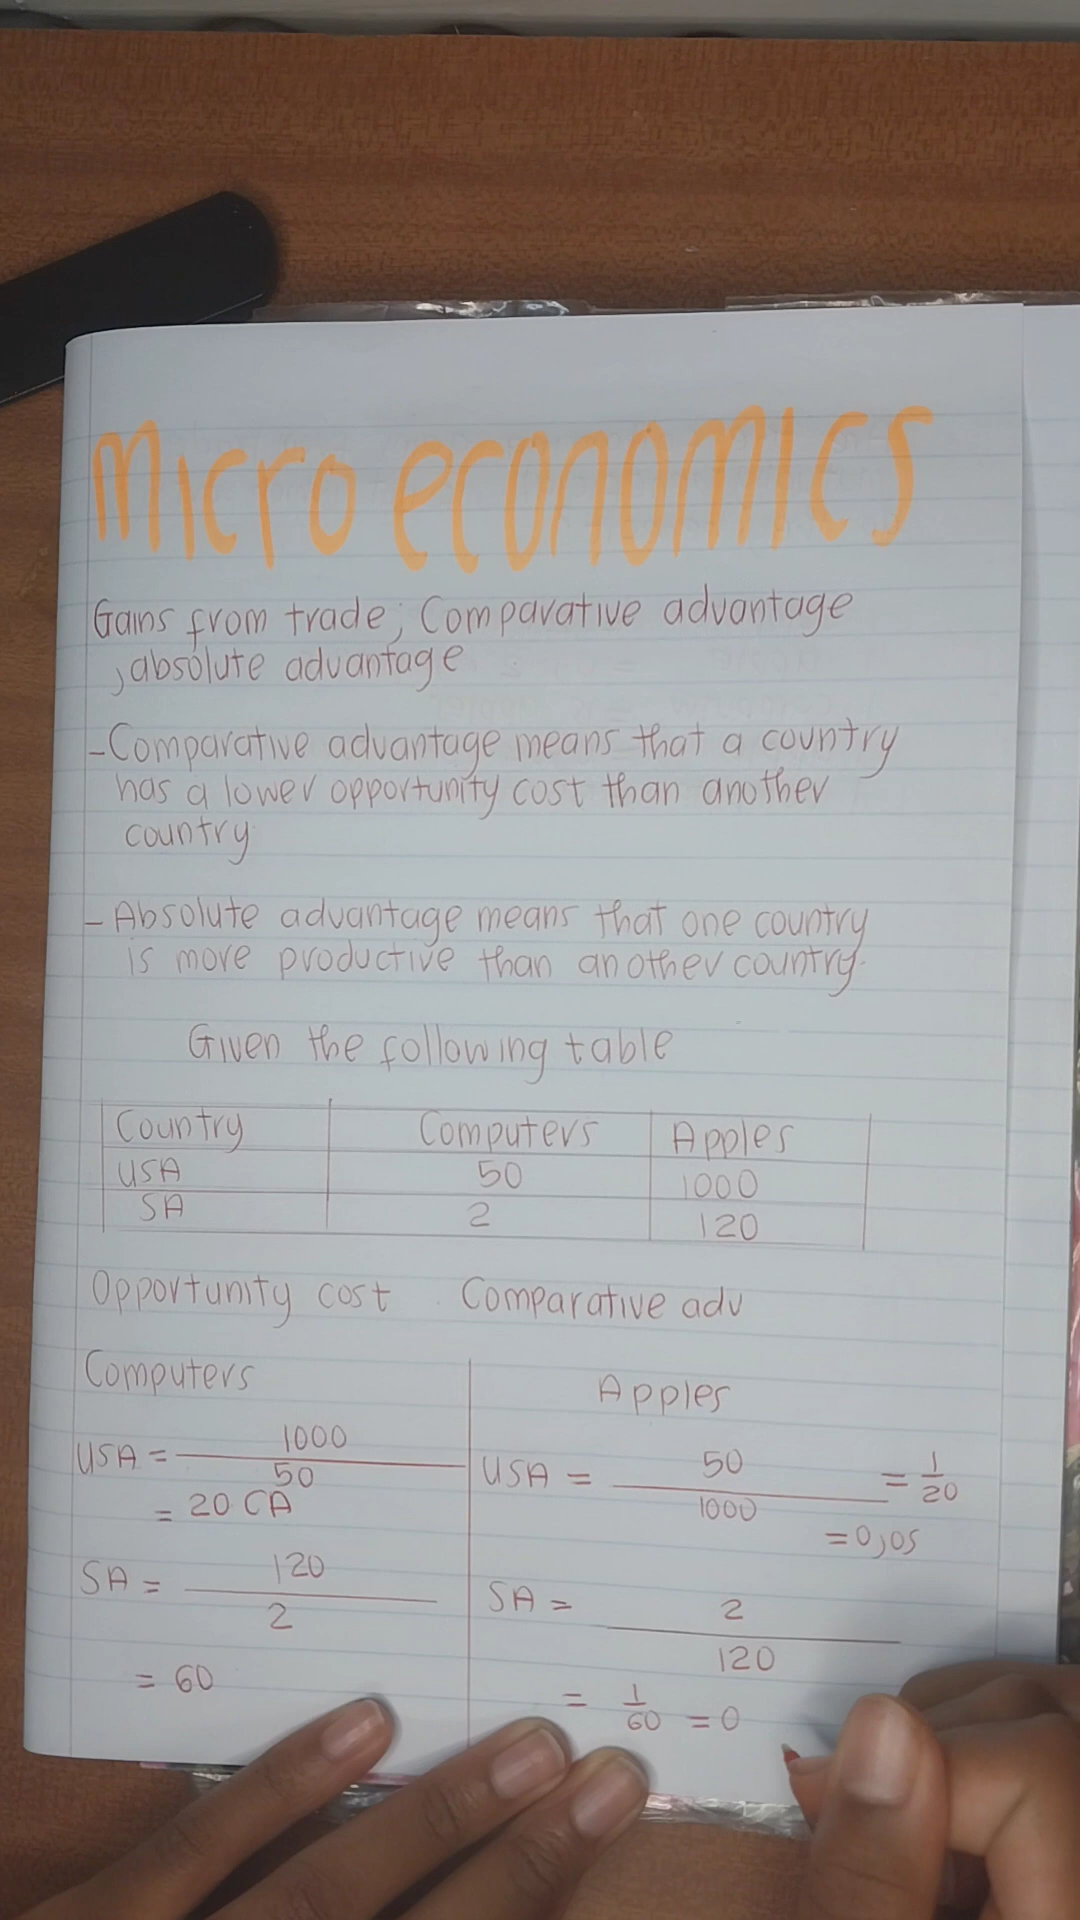 Microeconomics
Gains from trade; Comparative advantage
, absolute advantage
- Comparative advantage means that a country
has a lower opportunity cost than another
country
- Absolute advantage means that one country
is more productive than another country.
Given the following table
Country Computers Apples
USA 50 1000
SA 2 120
Opportunity cost Comparative adv
Computers
USA = 1000
50
= 20 CA
SA = 120
2
= 60
Apples
USA = 50
1000
= 1
20
= 0,05
SA = 2
120
= 1
60 = 0